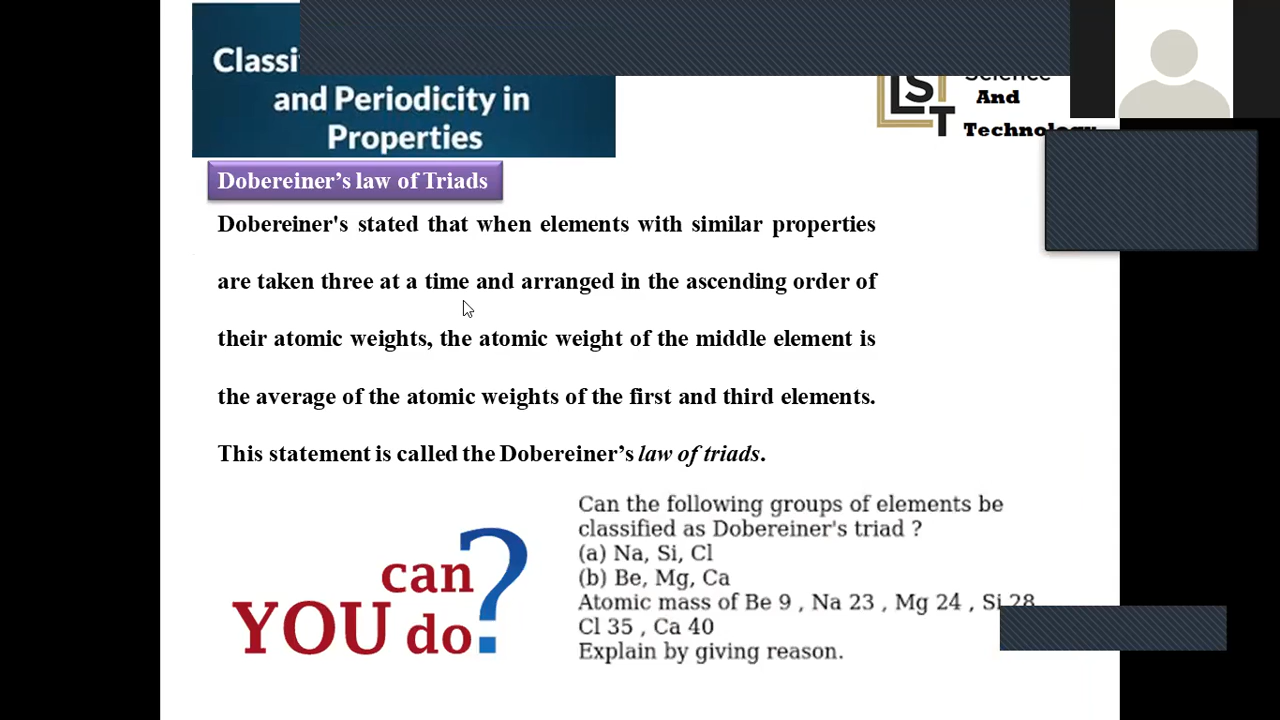 Classi
and Periodicity in
Properties
LST
Science
And
Technology
Dobereiner’s law of Triads
Dobereiner's stated that when elements with similar properties
are taken three at a time and arranged in the ascending order of
their atomic weights, the atomic weight of the middle element is
the average of the atomic weights of the first and third elements.
This statement is called the Dobereiner’s law of triads.
can
YOU do?
Can the following groups of elements be
classified as Dobereiner's triad ?
(a) Na, Si, Cl
(b) Be, Mg, Ca
Atomic mass of Be 9 , Na 23 , Mg 24 , Si 28
Cl 35 , Ca 40
Explain by giving reason.